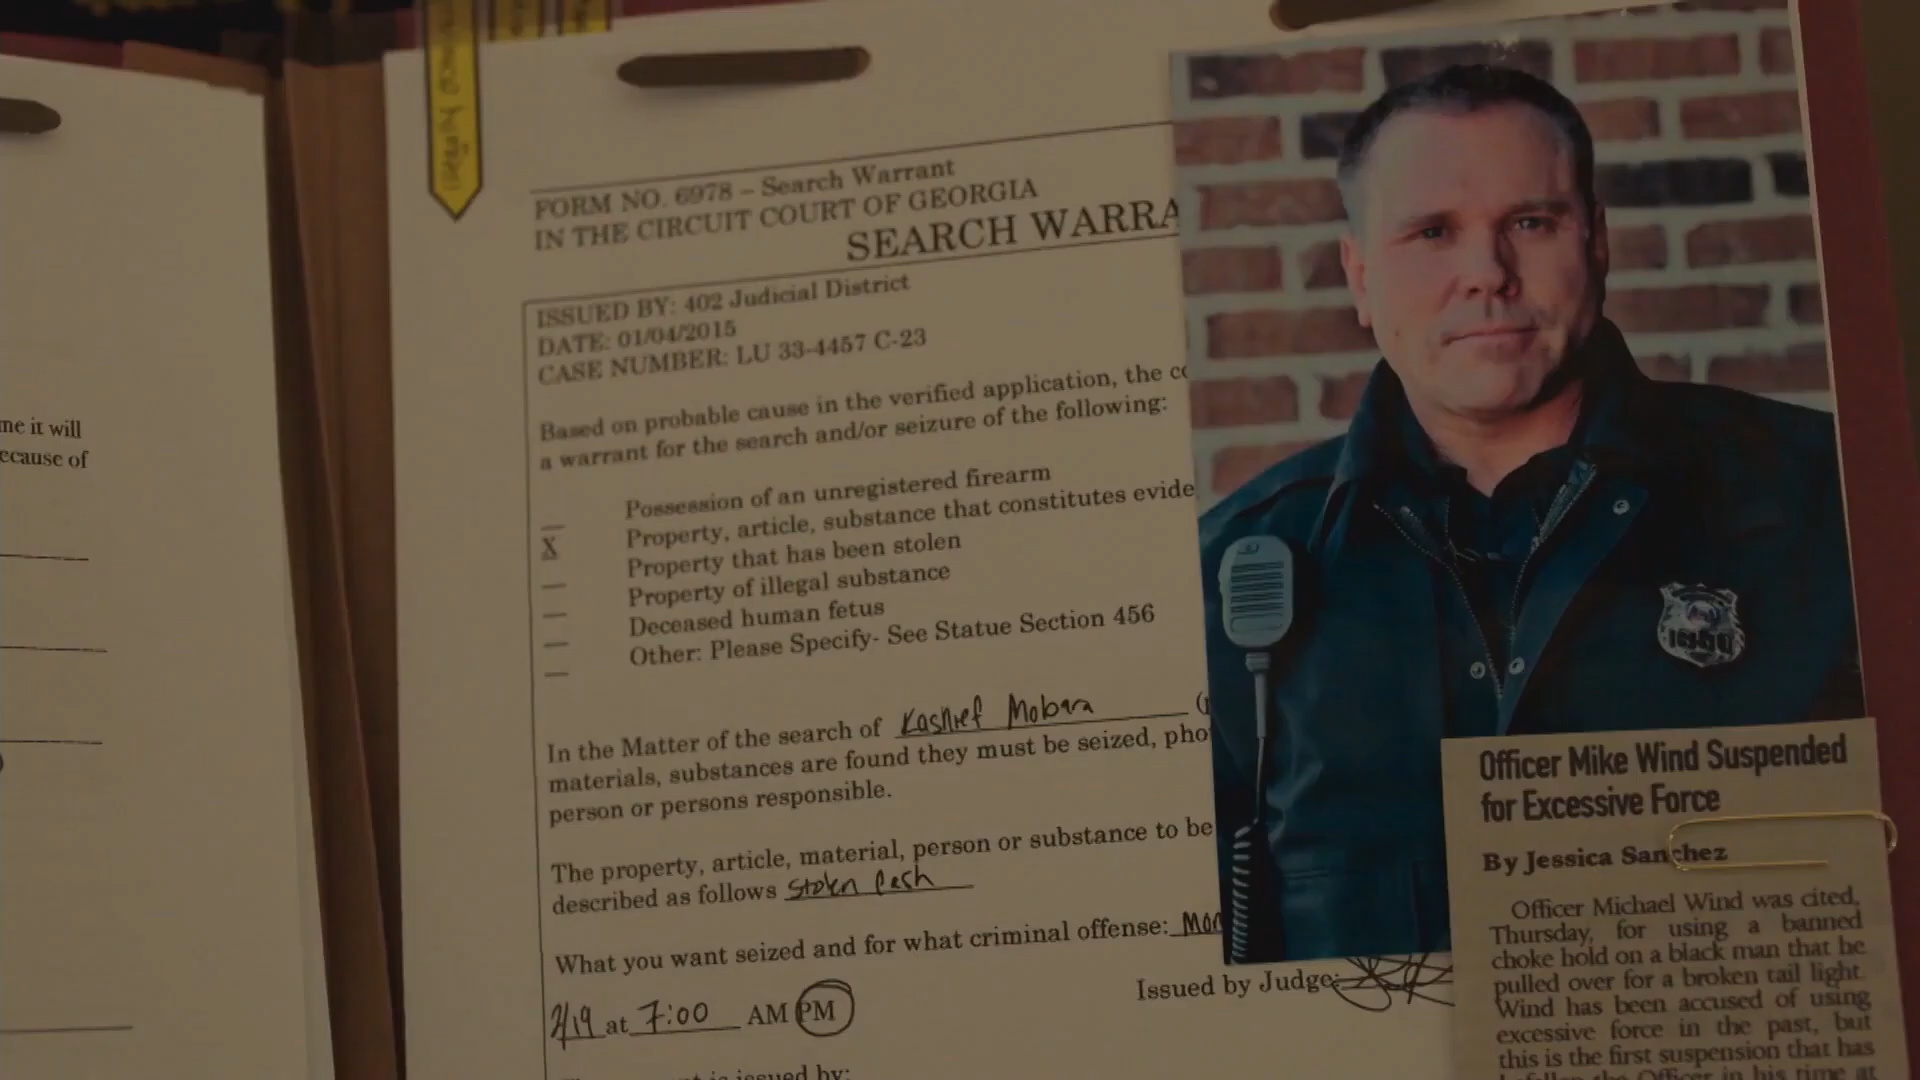 me it will
ecause of
FORM NO. 6978 – Search Warrant
IN THE CIRCUIT COURT OF GEORGIA
SEARCH WARRA
ISSUED BY: 402 Judicial District
DATE: 01/04/2015
CASE NUMBER: LU 33-4457 C-23
Based on probable cause in the verified application, the co
a warrant for the search and/or seizure of the following:
Possession of an unregistered firearm
X Property, article, substance that constitutes evide
Property that has been stolen
Property of illegal substance
Deceased human fetus
Other: Please Specify- See Statue Section 456
In the Matter of the search of Kashief Mobara
materials, substances are found they must be seized, pho
person or persons responsible.
The property, article, material, person or substance to be
described as follows stolen cash
What you want seized and for what criminal offense:
Issued by Judge:
2/19 at 7:00 AM PM
is issued by:
Officer Mike Wind Suspended
for Excessive Force
By Jessica Sanchez
Officer Michael Wind was cited,
Thursday, for using a banned
choke hold on a black man that he
pulled over for a broken tail light.
Wind has been accused of using
excessive force in the past, but
this is the first suspension that has
the Officer in his time at